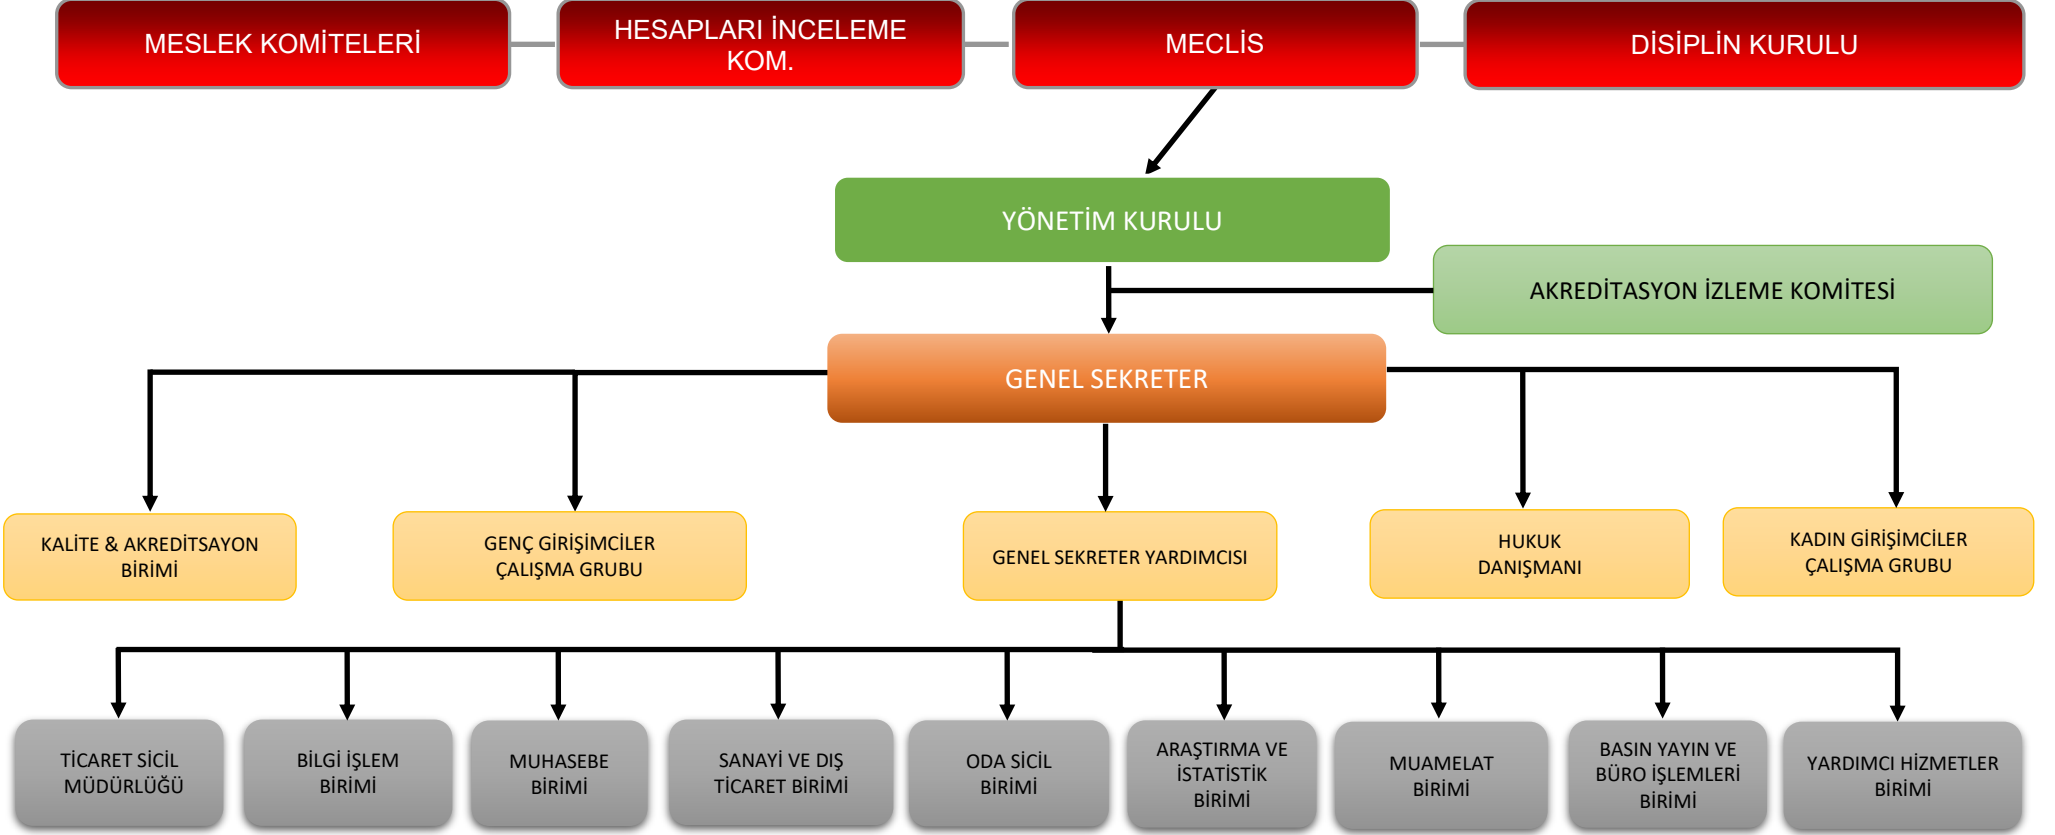 MESLEK KOMİTELERİ
HESAPLARI İNCELEME
KOM.
MECLİS
DİSİPLİN KURULU
YÖNETİM KURULU
AKREDİTASYON İZLEME KOMİTESİ
GENEL SEKRETER
KALİTE & AKREDİTSAYON
BİRİMİ
GENÇ GİRİŞİMCİLER
ÇALIŞMA GRUBU
GENEL SEKRETER YARDIMCISI
HUKUK
DANIŞMANI
KADIN GİRİŞİMCİLER
ÇALIŞMA GRUBU
TİCARET SİCİL
MÜDÜRLÜĞÜ
BİLGİ İŞLEM
BİRİMİ
MUHASEBE
BİRİMİ
SANAYİ VE DIŞ
TİCARET BİRİMİ
ODA SİCİL
BİRİMİ
ARAŞTIRMA VE
İSTATİSTİK
BİRİMİ
MUAMELAT
BİRİMİ
BASIN YAYIN VE
BÜRO İŞLEMLERİ
BİRİMİ
YARDIMCI HİZMETLER
BİRİMİ